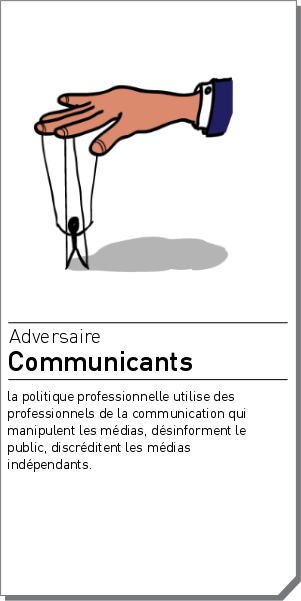 Adversaire
Communicants
la politique professionnelle utilise des
professionnels de la communication qui
manipulent les médias, désinforment le
public, discréditent les médias
indépendants.